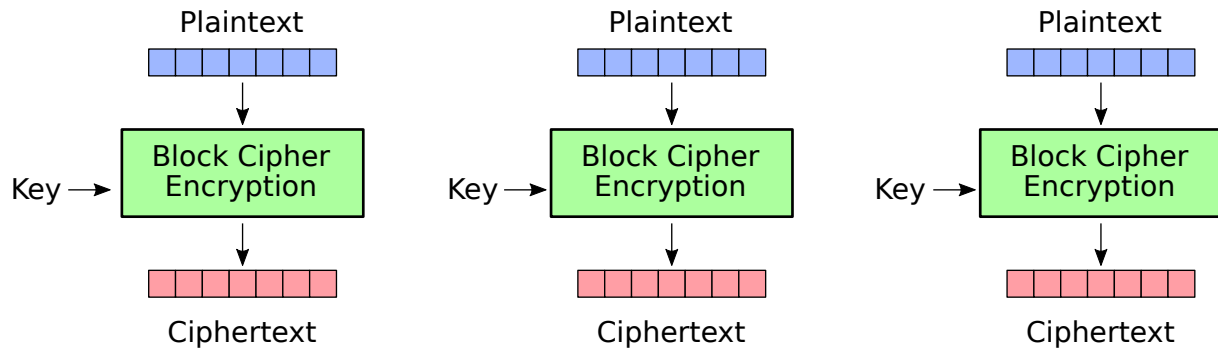 Plaintext
Plaintext
Plaintext
Block Cipher
Encryption
Block Cipher
Encryption
Block Cipher
Encryption
Key
Key
Key
Ciphertext
Ciphertext
Ciphertext